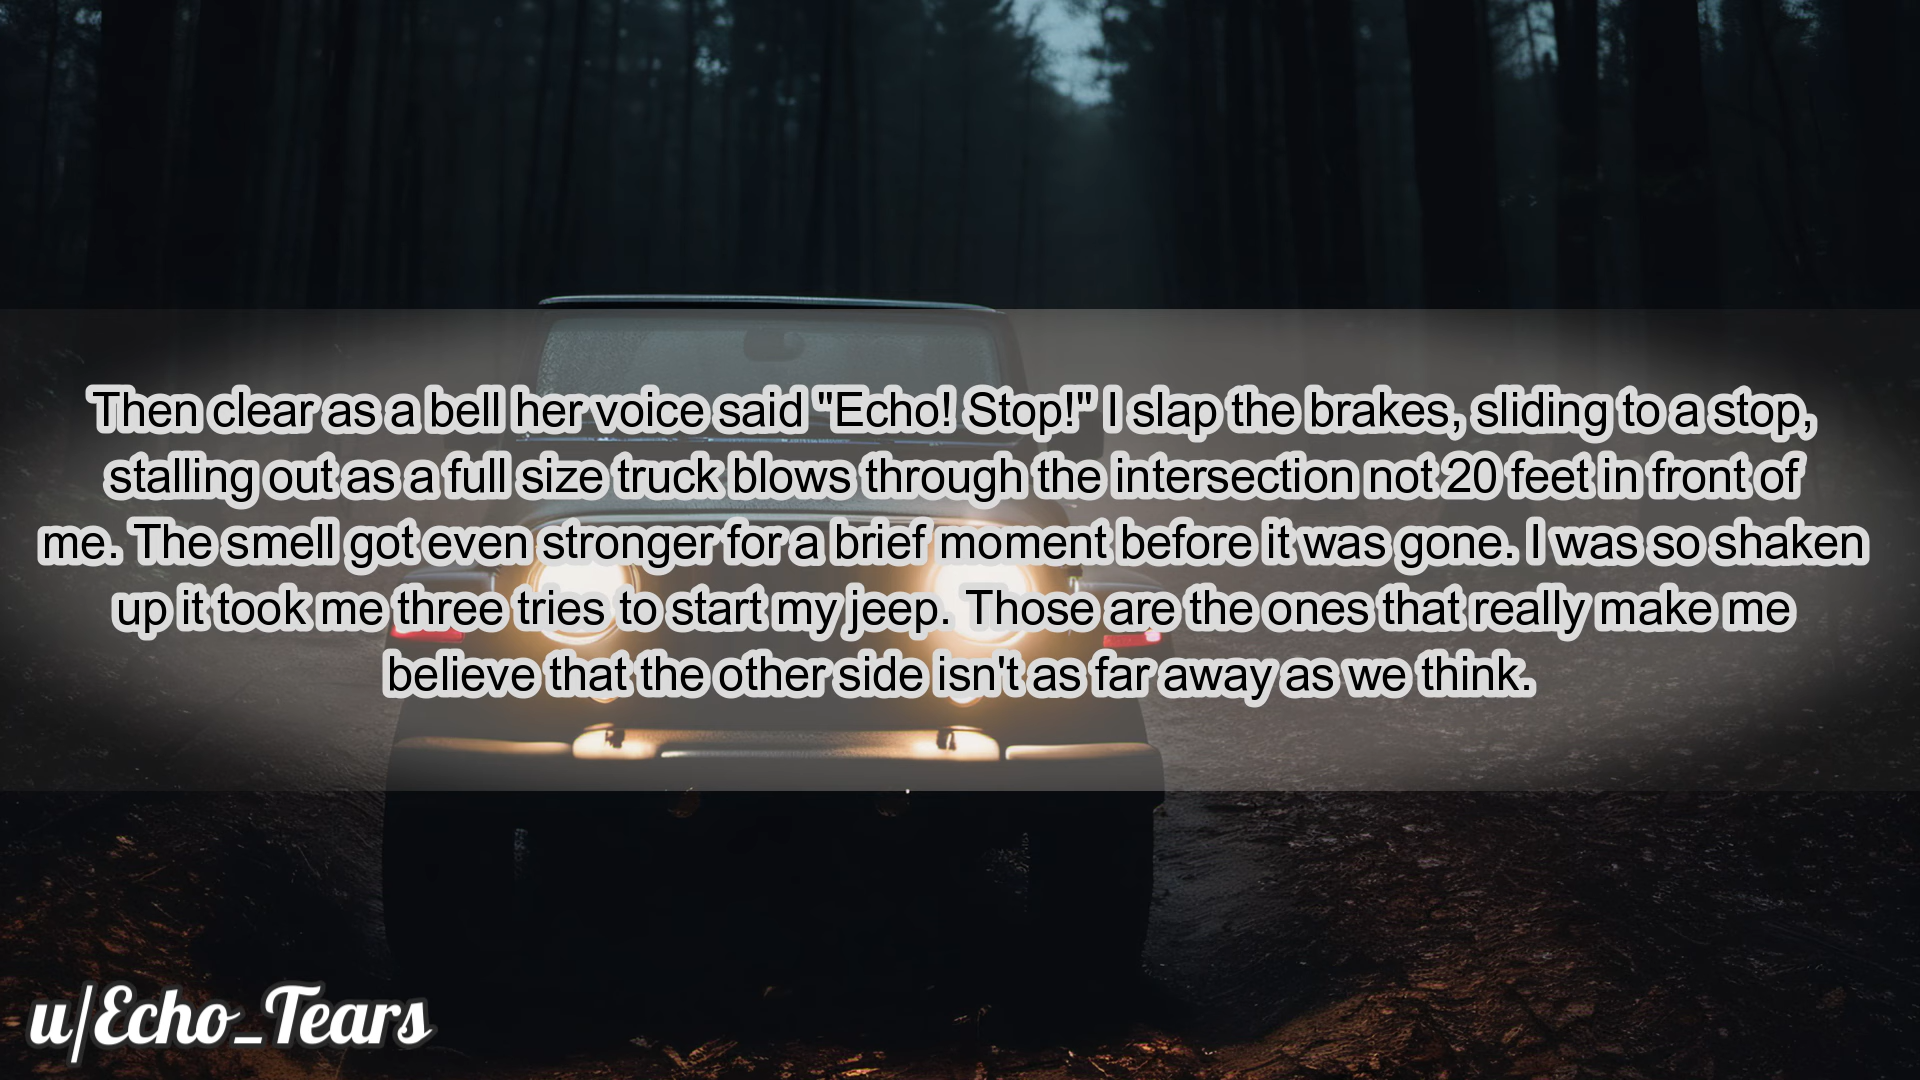 Then clear as a bell her voice said "Echo! Stop!" I slap the brakes, sliding to a stop,
stalling out as a full size truck blows through the intersection not 20 feet in front of
me. The smell got even stronger for a brief moment before it was gone. I was so shaken
up it took me three tries to start my jeep. Those are the ones that really make me
believe that the other side isn't as far away as we think.
u/Echo_Tears